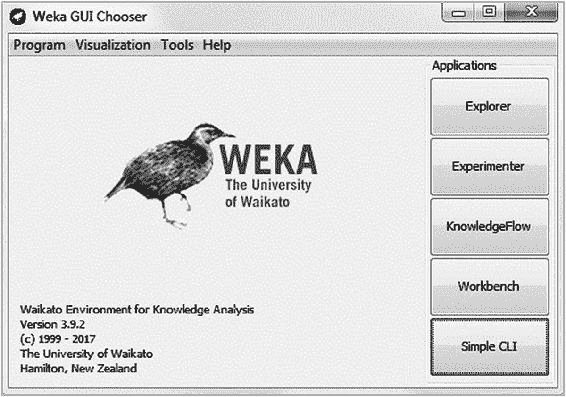 Weka GUI Chooser
Program Visualization Tools Help
Applications
Explorer
Experimenter
KnowledgeFlow
Workbench
Simple CLI
WEKA
The University
of Waikato
Waikato Environment for Knowledge Analysis
Version 3.9.2
(c) 1999 - 2017
The University of Waikato
Hamilton, New Zealand